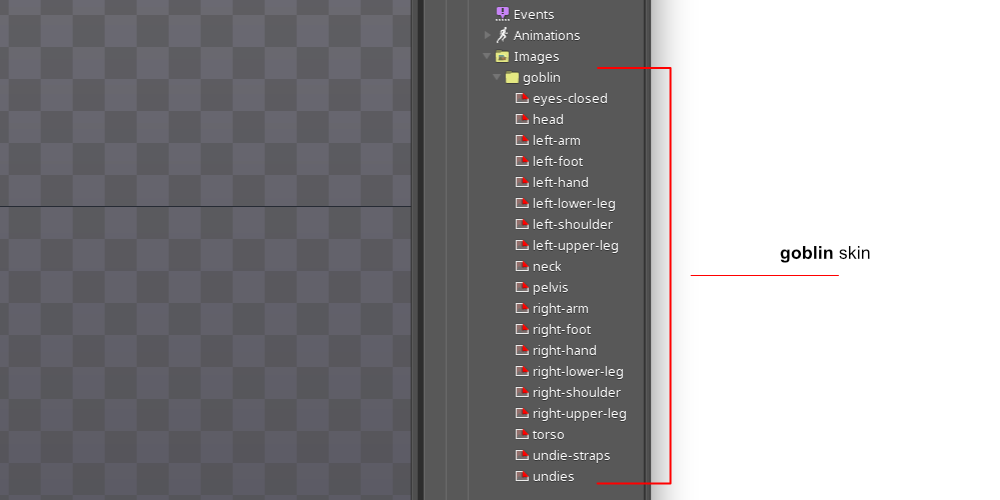 Events
Animations
Images
goblin
eyes-closed
head
left-arm
left-foot
left-hand
left-lower-leg
left-shoulder
left-upper-leg
neck
pelvis
right-arm
right-foot
right-hand
right-lower-leg
right-shoulder
right-upper-leg
torso
undie-straps
undies
goblin skin